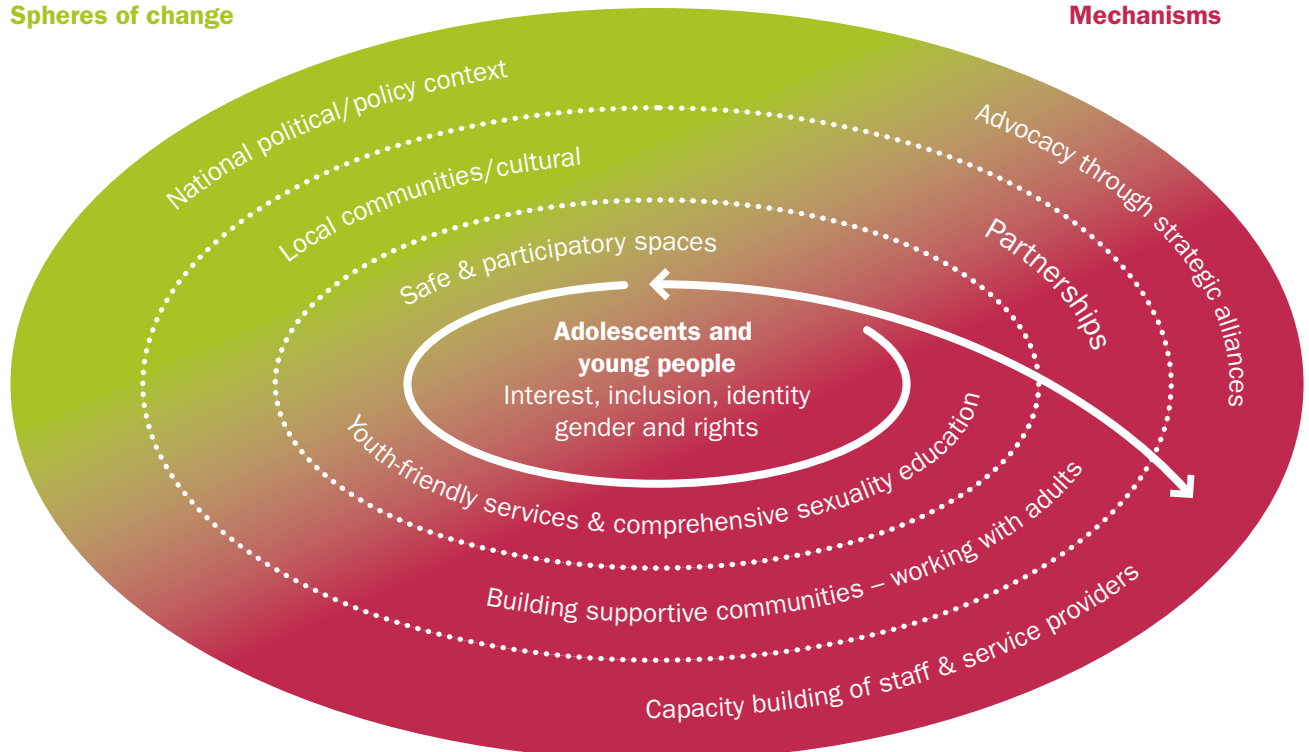 Spheres of change
Mechanisms
National political/policy context
Local communities/cultural
Safe & participatory spaces
Advocacy through strategic alliances
Partnerships
Adolescents and
young people
Interest, inclusion, identity
gender and rights
Youth-friendly services & comprehensive sexuality education
Building supportive communities – working with adults
Capacity building of staff & service providers